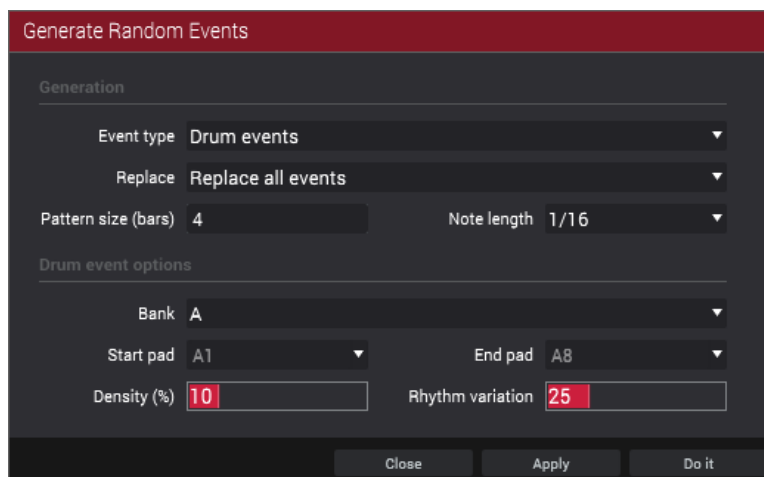 Generate Random Events
Generation
Event type Drum events
Replace Replace all events
Pattern size (bars) 4 Note length 1/16
Drum event options
Bank A
Start pad A1 End pad A8
Density (%) 10 Rhythm variation 25
Close Apply Do it